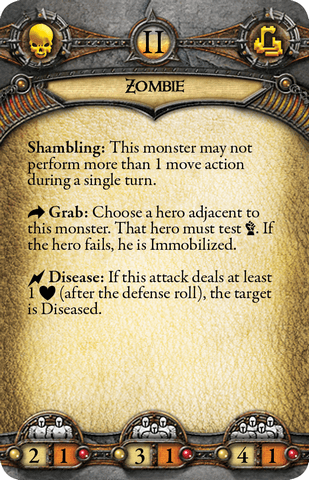 II
ZOMBIE
Shambling: This monster may not
perform more than 1 move action
during a single turn.
Grab: Choose a hero adjacent to
this monster. That hero must test . If
the hero fails, he is Immobilized.
Disease: If this attack deals at least
1 (after the defense roll), the target
is Diseased.
2 1 3 1 4 1